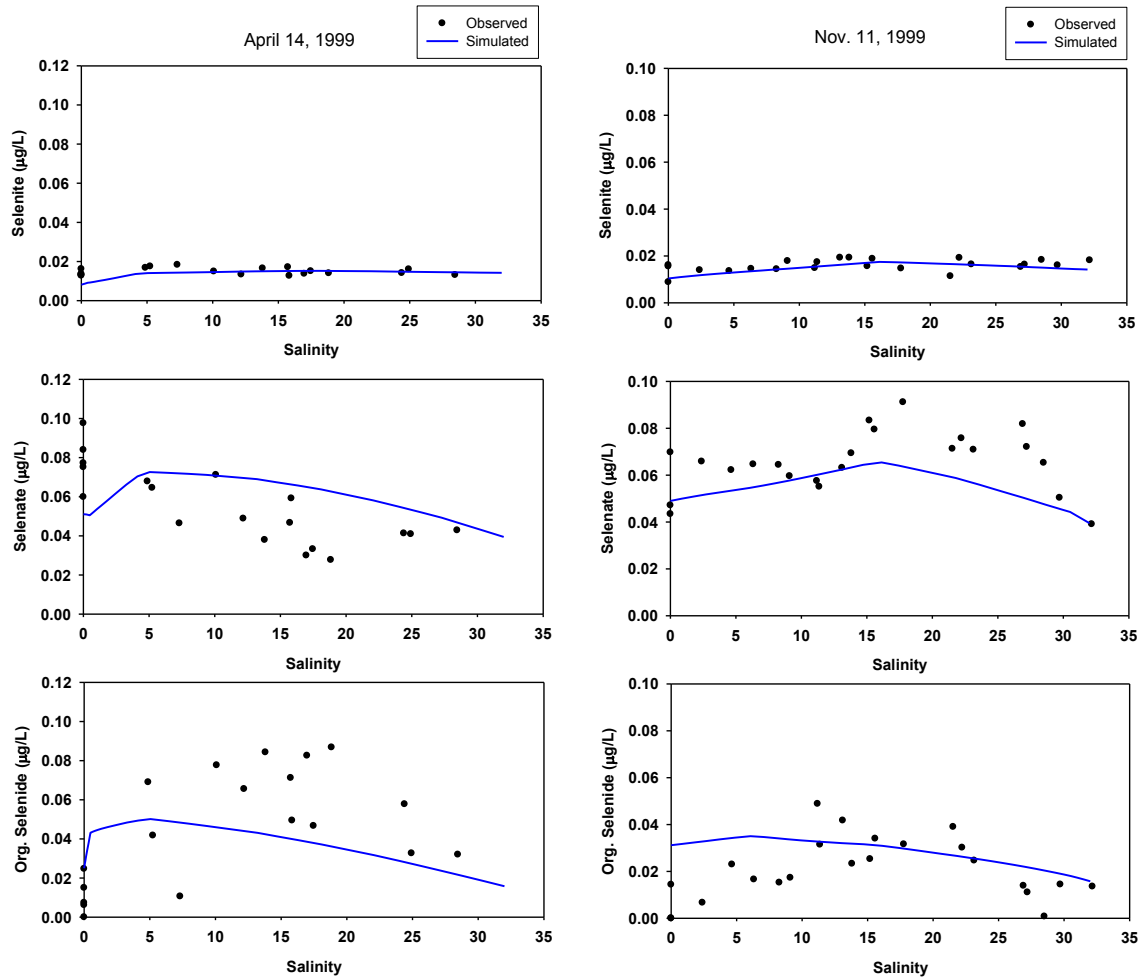 April 14, 1999
Observed
Simulated
Nov. 11, 1999
Observed
Simulated
Selenite (µg/L)
0.12
0.10
0.08
0.06
0.04
0.02
0.00
0 5 10 15 20 25 30 35
Salinity
Selenite (µg/L)
0.10
0.08
0.06
0.04
0.02
0.00
0 5 10 15 20 25 30 35
Salinity
Selenate (µg/L)
0.12
0.10
0.08
0.06
0.04
0.02
0.00
0 5 10 15 20 25 30 35
Salinity
Selenate (µg/L)
0.10
0.08
0.06
0.04
0.02
0.00
0 5 10 15 20 25 30 35
Salinity
Org. Selenide (µg/L)
0.12
0.10
0.08
0.06
0.04
0.02
0.00
0 5 10 15 20 25 30 35
Salinity
Org. Selenide (µg/L)
0.10
0.08
0.06
0.04
0.02
0.00
0 5 10 15 20 25 30 35
Salinity